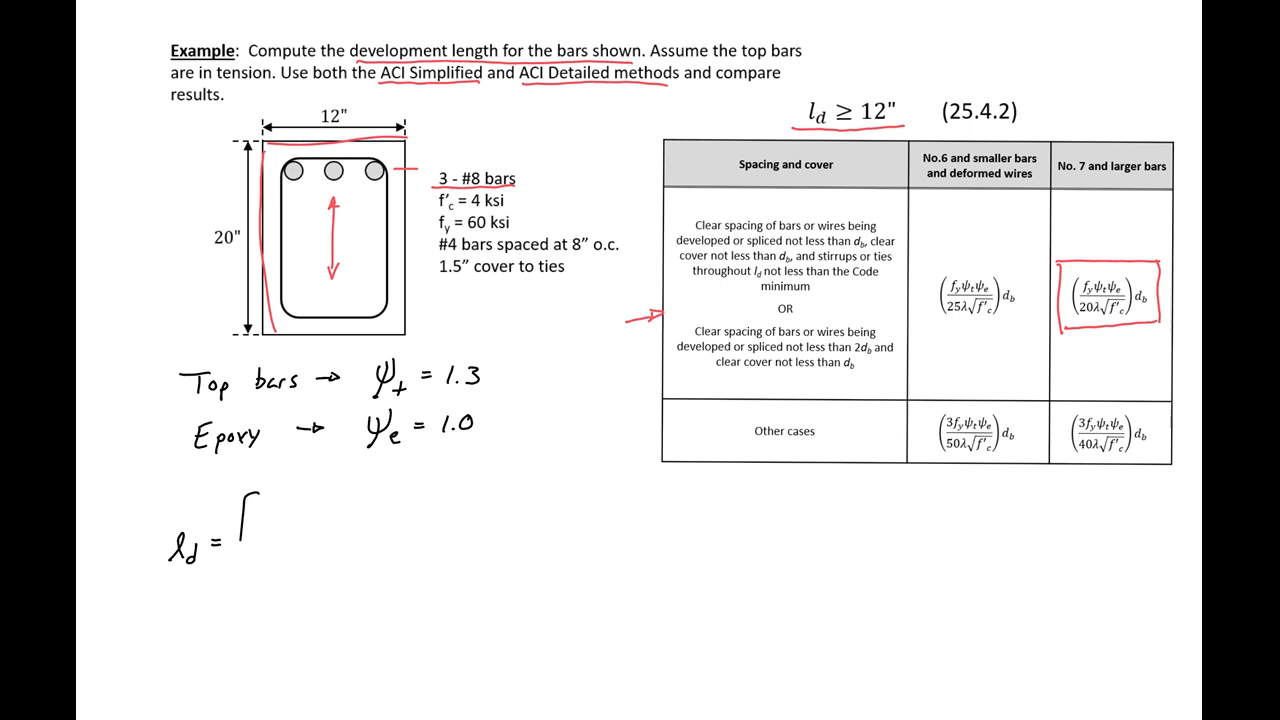 Example: Compute the development length for the bars shown. Assume the top bars
are in tension. Use both the ACI Simplified and ACI Detailed methods and compare
results.
12"
20"
3 - #8 bars
f'c = 4 ksi
fy = 60 ksi
#4 bars spaced at 8” o.c.
1.5” cover to ties
Top bars → ψt = 1.3
Epoxy → ψe = 1.0
ld = [
ld ≥ 12" (25.4.2)
Spacing and cover
No.6 and smaller bars
and deformed wires
No. 7 and larger bars
Clear spacing of bars or wires being
developed or spliced not less than db, clear
cover not less than db, and stirrups or ties
throughout ld not less than the Code
minimum
OR
Clear spacing of bars or wires being
developed or spliced not less than 2db and
clear cover not less than db
(fyψtψe / 25λ√f'c) db
(fyψtψe / 20λ√f'c) db
Other cases
(3fyψtψe / 50λ√f'c) db
(3fyψtψe / 40λ√f'c) db